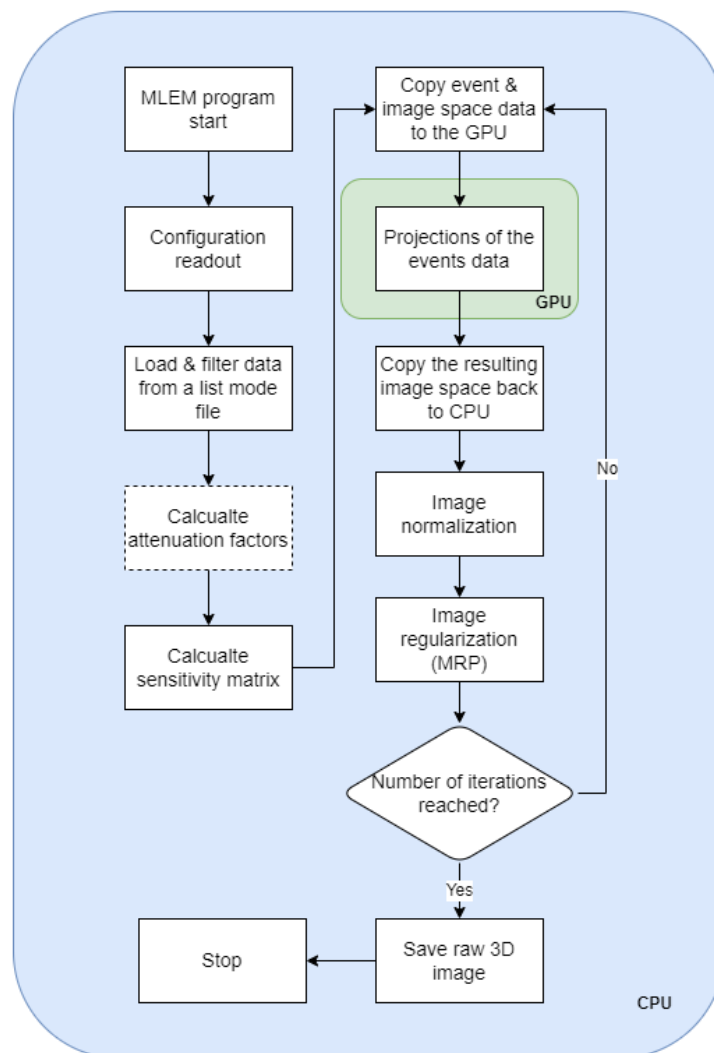 MLEM program
start
Configuration
readout
Load & filter data
from a list mode
file
Calcualte
attenuation factors
Calcualte
sensitivity matrix
Copy event &
image space data
to the GPU
Projections of the
events data
GPU
Copy the resulting
image space back
to CPU
Image
normalization
Image
regularization
(MRP)
Number of iterations
reached?
No
Yes
Save raw 3D
image
Stop
CPU